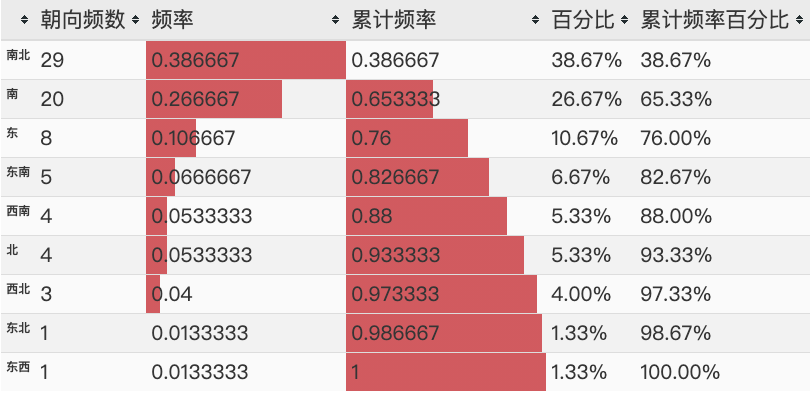 朝向频数 频率 累计频率 百分比 累计频率百分比
南北 29 0.386667 0.386667 38.67% 38.67%
南 20 0.266667 0.653333 26.67% 65.33%
东 8 0.106667 0.76 10.67% 76.00%
东南 5 0.0666667 0.826667 6.67% 82.67%
西南 4 0.0533333 0.88 5.33% 88.00%
北 4 0.0533333 0.933333 5.33% 93.33%
西北 3 0.04 0.973333 4.00% 97.33%
东北 1 0.0133333 0.986667 1.33% 98.67%
东西 1 0.0133333 1 1.33% 100.00%